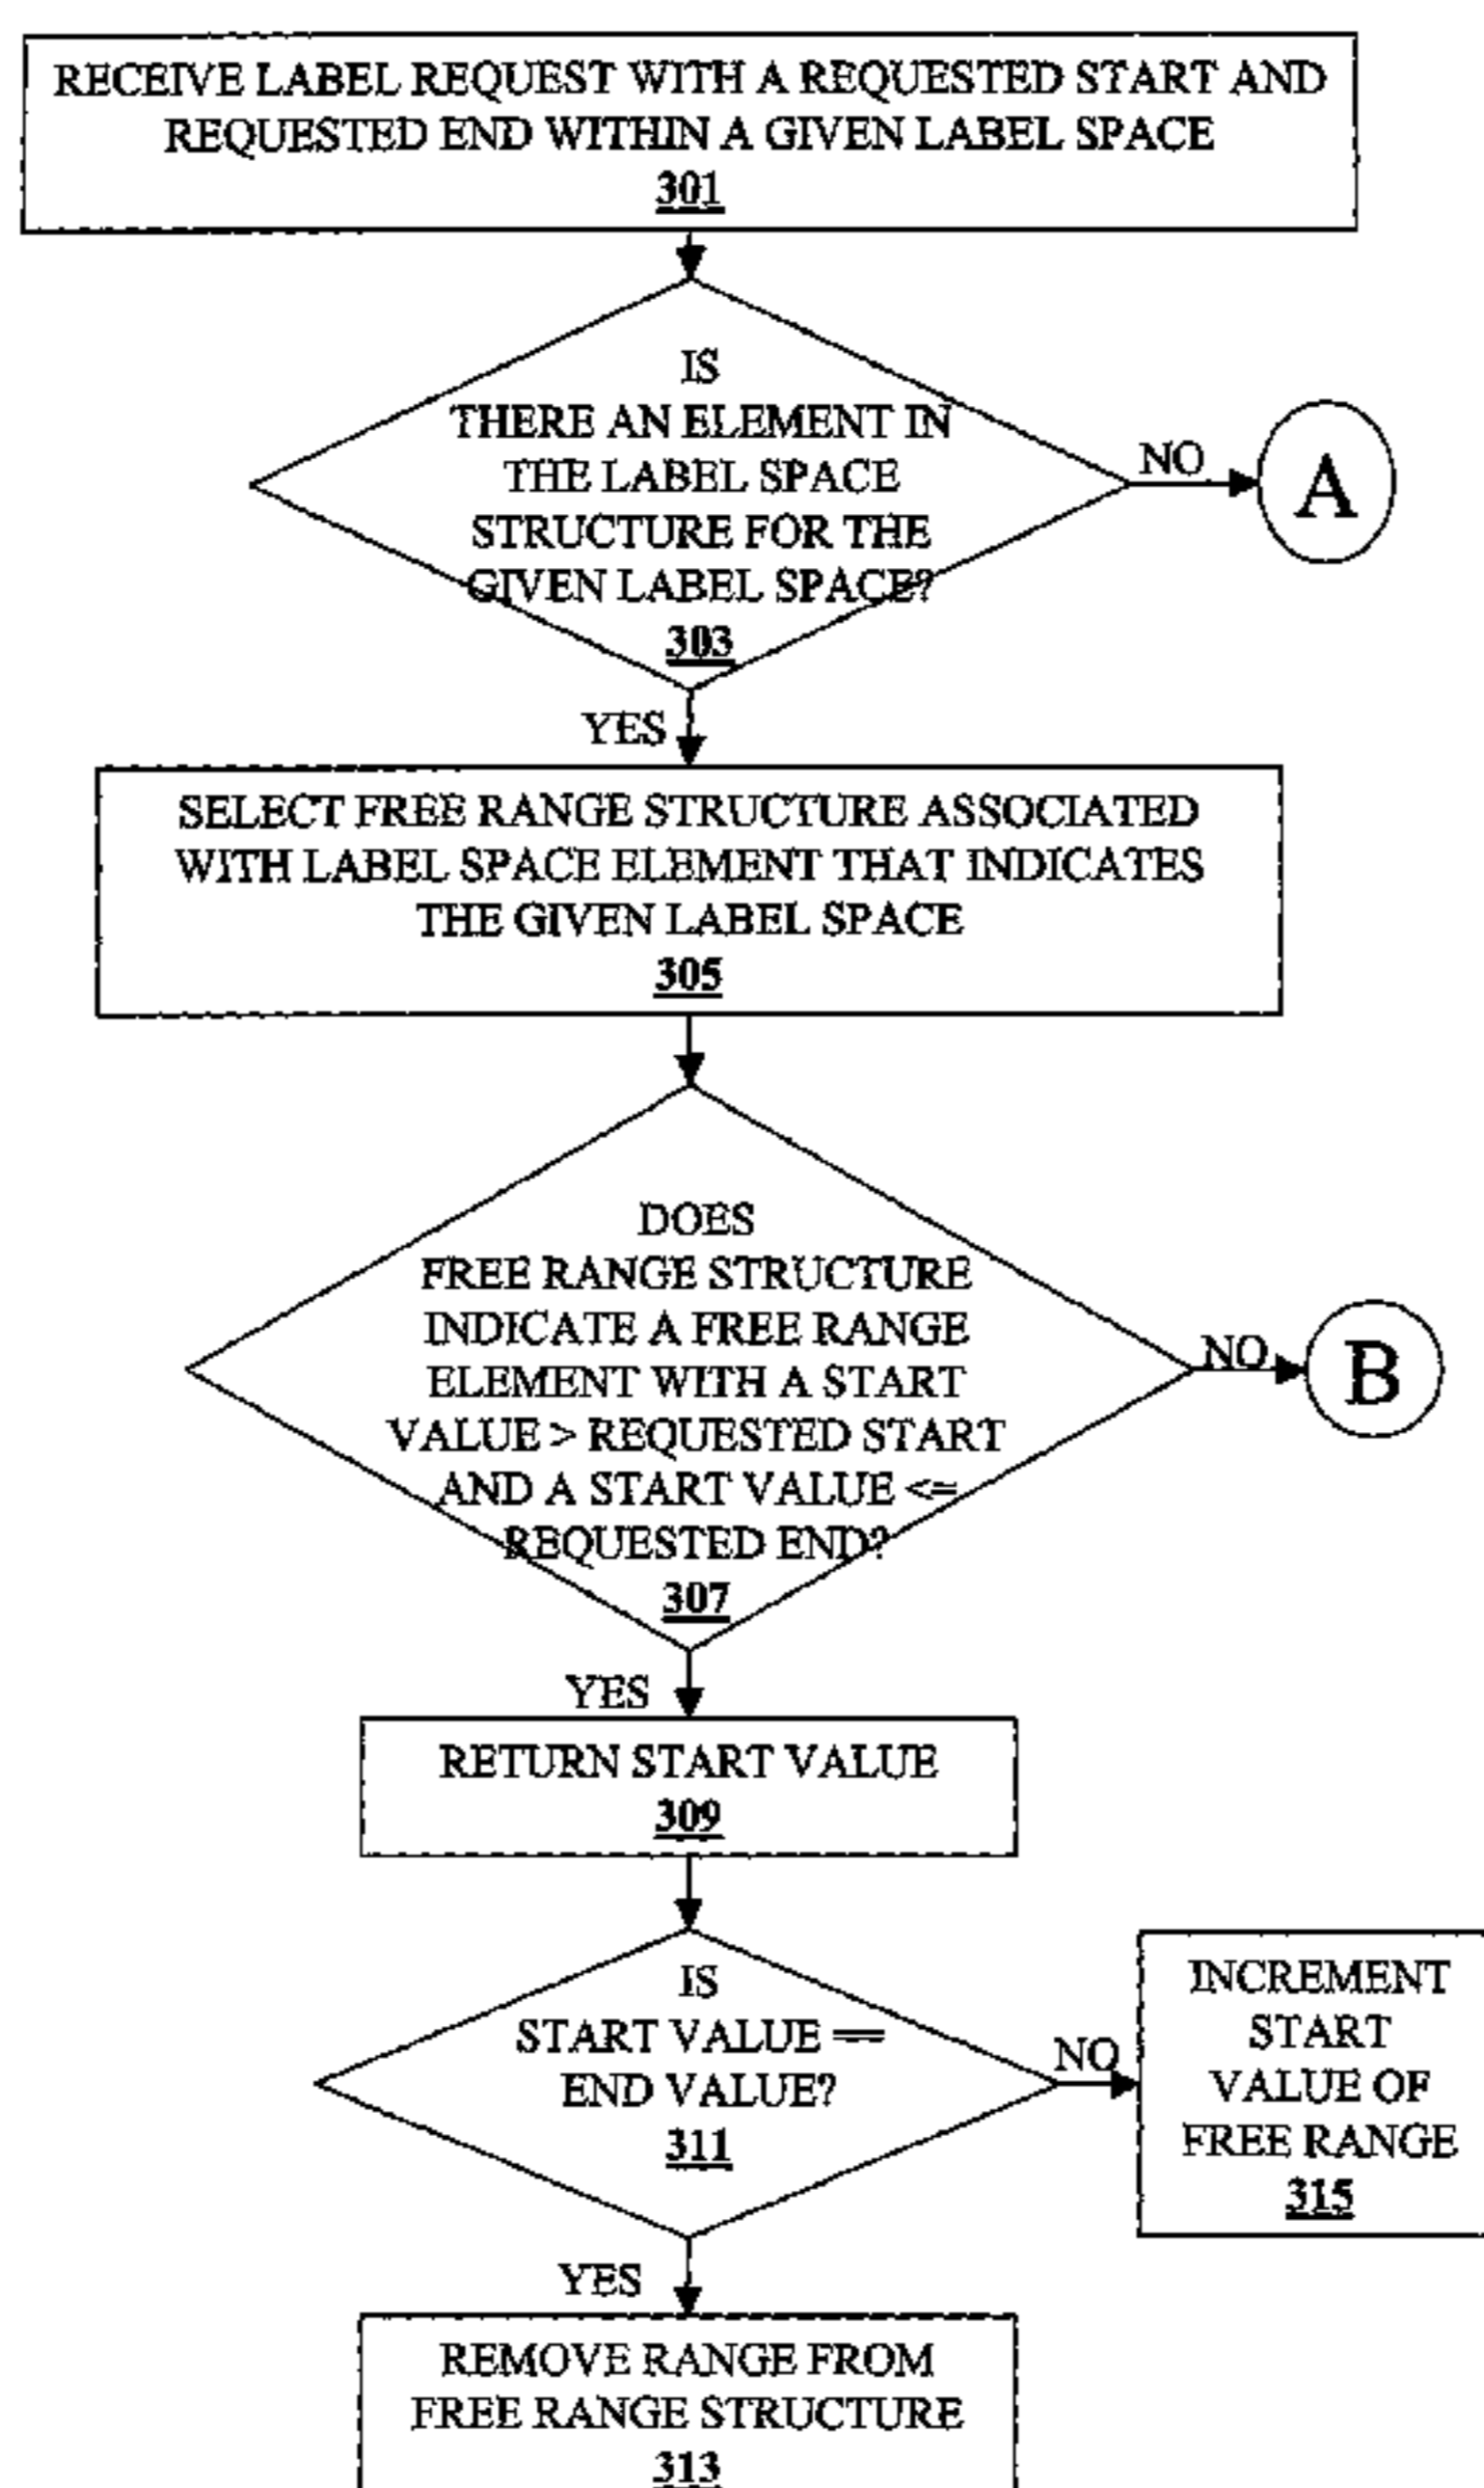 RECEIVE LABEL REQUEST WITH A REQUESTED START AND
REQUESTED END WITHIN A GIVEN LABEL SPACE
301
IS
THERE AN ELEMENT IN
THE LABEL SPACE
STRUCTURE FOR THE
GIVEN LABEL SPACE?
303
NO
A
YES
SELECT FREE RANGE STRUCTURE ASSOCIATED
WITH LABEL SPACE ELEMENT THAT INDICATES
THE GIVEN LABEL SPACE
305
DOES
FREE RANGE STRUCTURE
INDICATE A FREE RANGE
ELEMENT WITH A START
VALUE > REQUESTED START
AND A START VALUE <=
REQUESTED END?
307
NO
B
YES
RETURN START VALUE
309
IS
START VALUE ==
END VALUE?
311
NO
INCREMENT
START
VALUE OF
FREE RANGE
315
YES
REMOVE RANGE FROM
FREE RANGE STRUCTURE
313